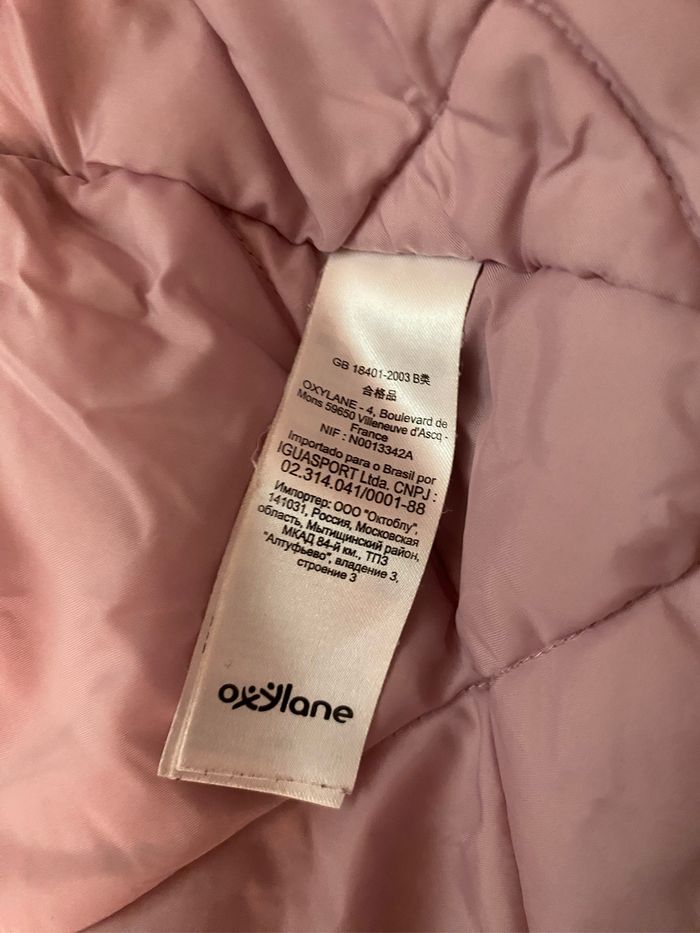 GB 18401-2003 B类
合格品
OXYLANE - 4, Boulevard de
Mons 59650 Villeneuve d'Ascq -
France
NIF : N0013342A
Importado para o Brasil por
IGUASPORT Ltda. CNPJ :
02.314.041/0001-88
Импортер: ООО "Октоблу",
141031, Россия, Московская
область, Мытищинский район,
МКАД 84-й км., ТПЗ
"Алтуфьево", владение 3,
строение 3
oxylane